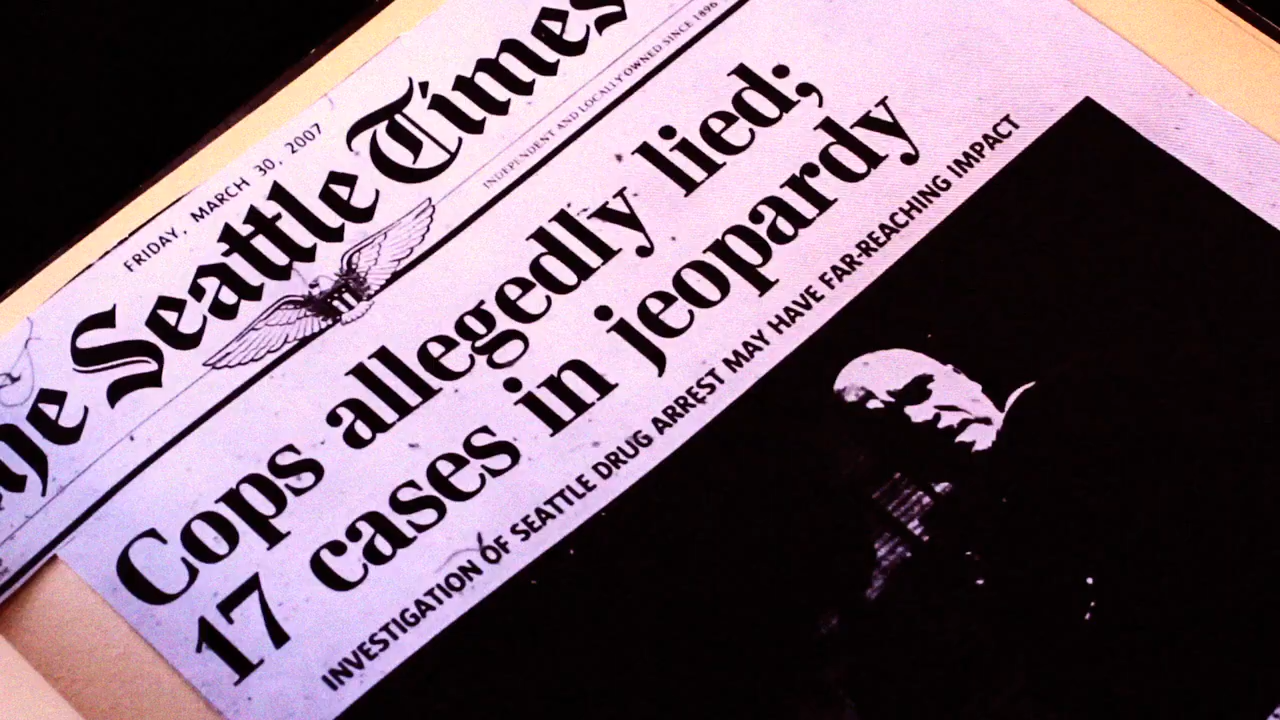 FRIDAY, MARCH 30, 2007
The Seattle Times
INDEPENDENT AND LOCALLY OWNED SINCE 1896
Cops allegedly lied;
17 cases in jeopardy
INVESTIGATION OF SEATTLE DRUG ARREST MAY HAVE FAR-REACHING IMPACT